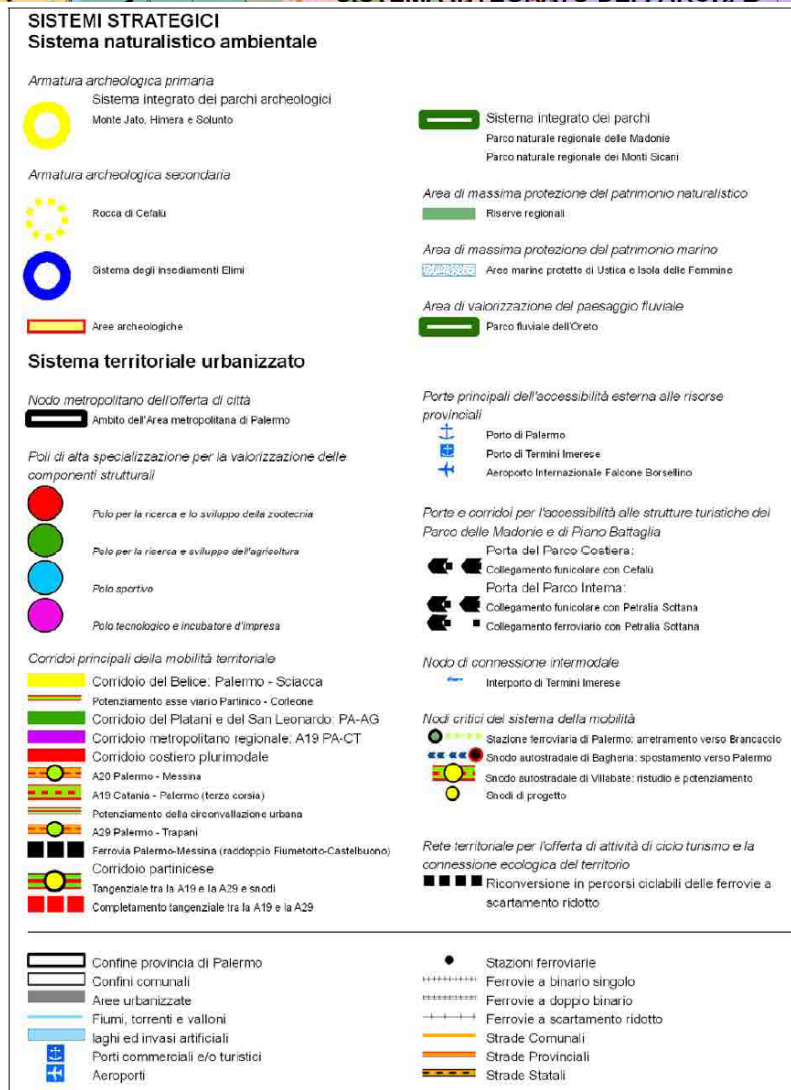 SISTEMI STRATEGICI
Sistema naturalistico ambientale
Armatura archeologica primaria
Sistema integrato dei parchi archeologici
Monte Jato, Himera e Solunto
Armatura archeologica secondaria
Rocca di Cefalù
Sistema degli insediamenti Elimi
Aree archeologiche
Sistema integrato dei parchi
Parco naturale regionale delle Madonie
Parco naturale regionale dei Monti Sicani
Area di massima protezione del patrimonio naturalistico
Riserve regionali
Area di massima protezione del patrimonio marino
Aree marine protette di Ustica e Isola delle Femmine
Area di valorizzazione del paesaggio fluviale
Parco fluviale dell'Oreto
Sistema territoriale urbanizzato
Nodo metropolitano dell'offerta di città
Ambito dell'Area metropolitana di Palermo
Poli di alta specializzazione per la valorizzazione delle
componenti strutturali
Polo per la ricerca e lo sviluppo della zootecnia
Polo per la ricerca e sviluppo dell'agricoltura
Polo sportivo
Polo tecnologico e incubatore d'impresa
Corridoi principali della mobilità territoriale
Corridoio del Belice: Palermo - Sciacca
Potenziamento asse viario Partinico - Corleone
Corridoio del Platani e del San Leonardo: PA-AG
Corridoio metropolitano regionale: A19 PA-CT
Corridoio costiero plurimodale
A20 Palermo - Messina
A19 Catania - Palermo (terza corsia)
Potenziamento della circonvallazione urbana
A29 Palermo - Trapani
Ferrovia Palermo-Messina (raddoppio Fiumetorto-Castelbuono)
Corridoio partinicese
Tangenziale tra la A19 e la A29 e snodi
Completamento tangenziale tra la A19 e la A29
Porte principali dell'accessibilità esterna alle risorse
provinciali
Porto di Palermo
Porto di Termini Imerese
Aeroporto Internazionale Falcone Borsellino
Porte e corridoi per l'accessibilità alle strutture turistiche del
Parco delle Madonie e di Piano Battaglia
Porta del Parco Costiera:
Collegamento funicolare con Cefalù
Porta del Parco Interna:
Collegamento funicolare con Petralia Sottana
Collegamento ferroviario con Petralia Sottana
Nodo di connessione intermodale
Interporto di Termini Imerese
Nodi critici del sistema della mobilità
Stazione ferroviaria di Palermo: arretramento verso Brancaccio
Snodo autostradale di Bagheria: spostamento verso Palermo
Snodo autostradale di Villabate: ristudio e potenziamento
Snodi di progetto
Rete territoriale per l'offerta di attività di ciclo turismo e la
connessione ecologica del territorio
Riconversione in percorsi ciclabili delle ferrovie a
scartamento ridotto
Confine provincia di Palermo
Confini comunali
Aree urbanizzate
Fiumi, torrenti e valloni
laghi ed invasi artificiali
Porti commerciali e/o turistici
Aeroporti
Stazioni ferroviarie
Ferrovie a binario singolo
Ferrovie a doppio binario
Ferrovie a scartamento ridotto
Strade Comunali
Strade Provinciali
Strade Statali